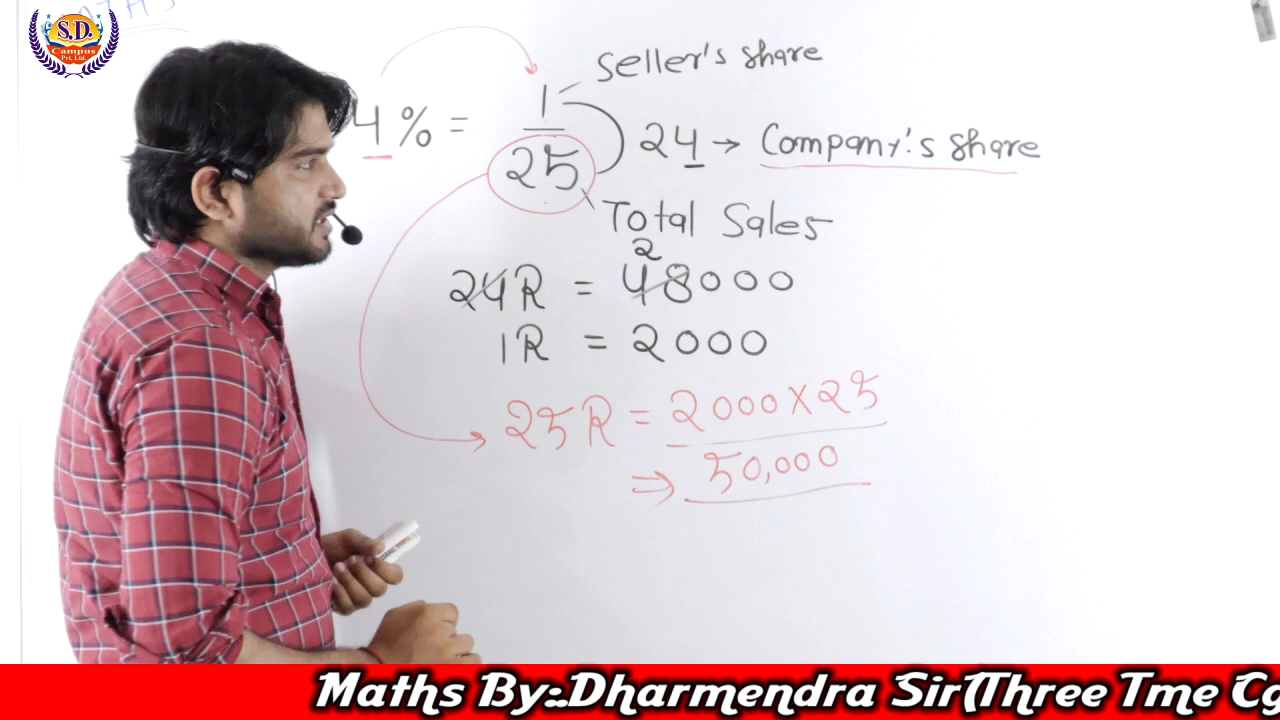 S.D.
Campus
Pvt. Ltd.
Seller's share
4% = 1/25
24 → Company's share
Total Sales
2
24R = 48000
1R = 2000
25R = 2000×25
⇒ 50,000
Maths By:.Dharmendra Sir(Three Tme Cg